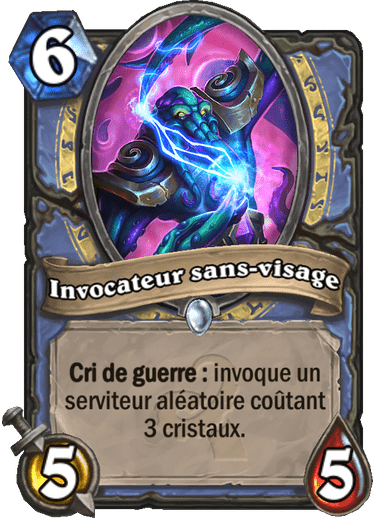 6
Invocateur sans-visage
Cri de guerre : invoque un
serviteur aléatoire coûtant
3 cristaux.
5 5